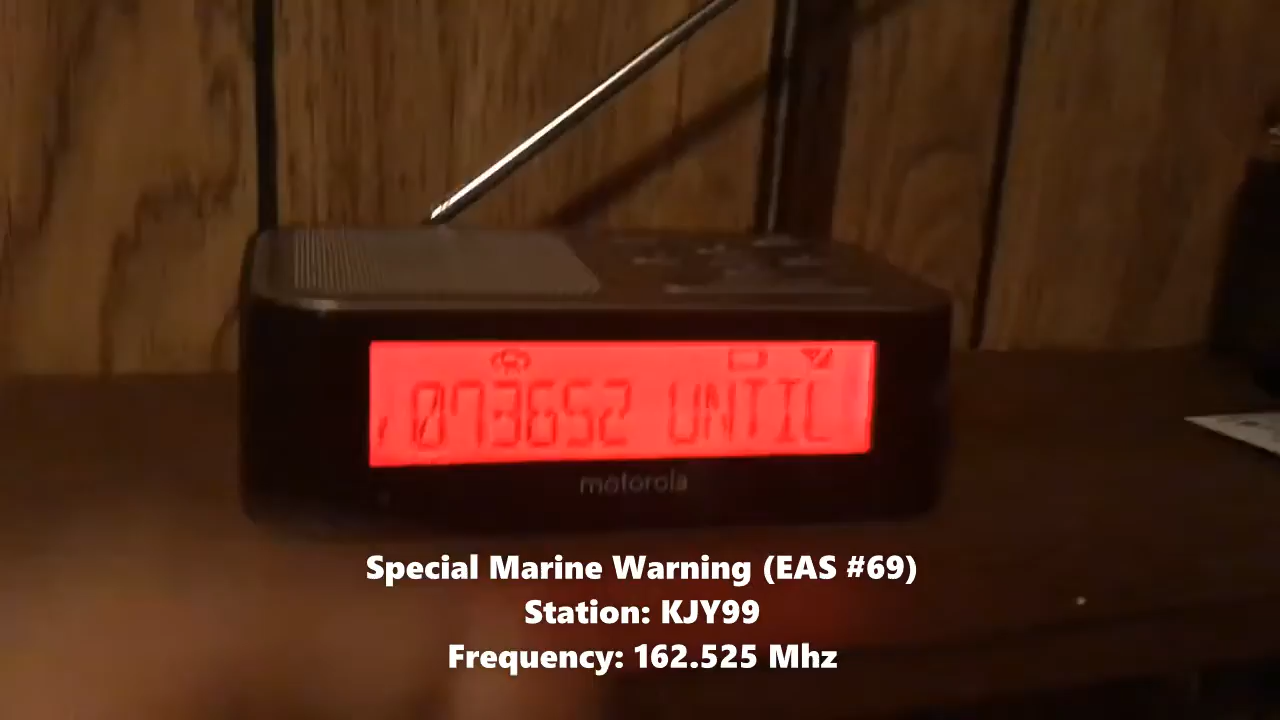 , 073652 UNTIL
motorola
Special Marine Warning (EAS #69)
Station: KJY99
Frequency: 162.525 Mhz